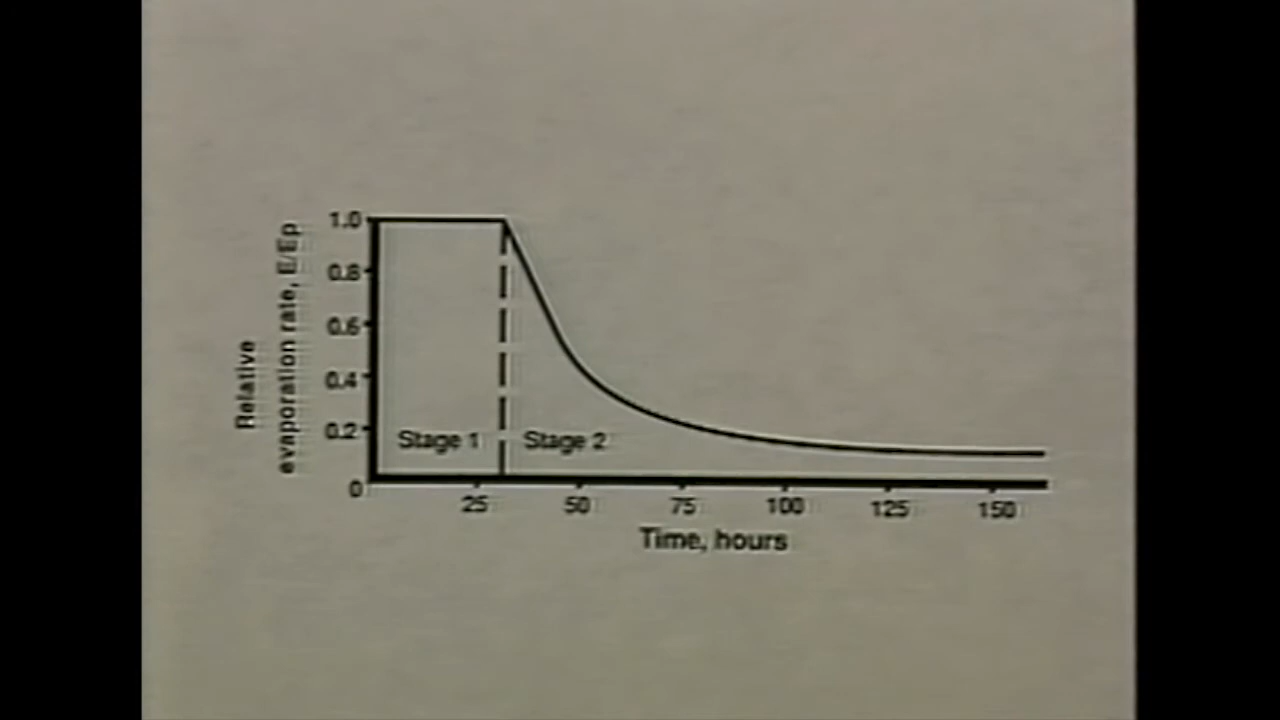 Relative
evaporation rate, E/Ep
1.0
0.8
0.6
0.4
0.2
0
Stage 1
Stage 2
25
50
75
100
125
150
Time, hours